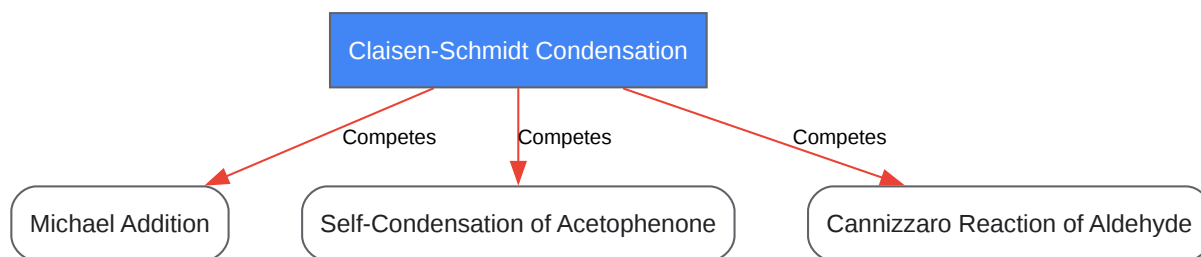 Claisen-Schmidt Condensation
Competes
Competes
Competes
Michael Addition
Self-Condensation of Acetophenone
Cannizzaro Reaction of Aldehyde